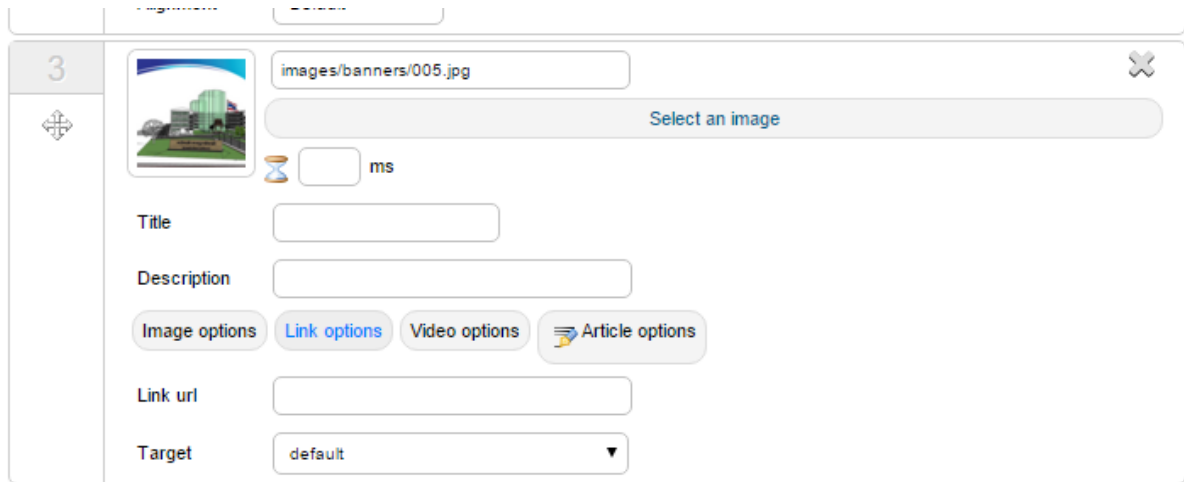 3
images/banners/005.jpg
Select an image
ms
Title
Description
Image options Link options Video options Article options
Link url
Target default